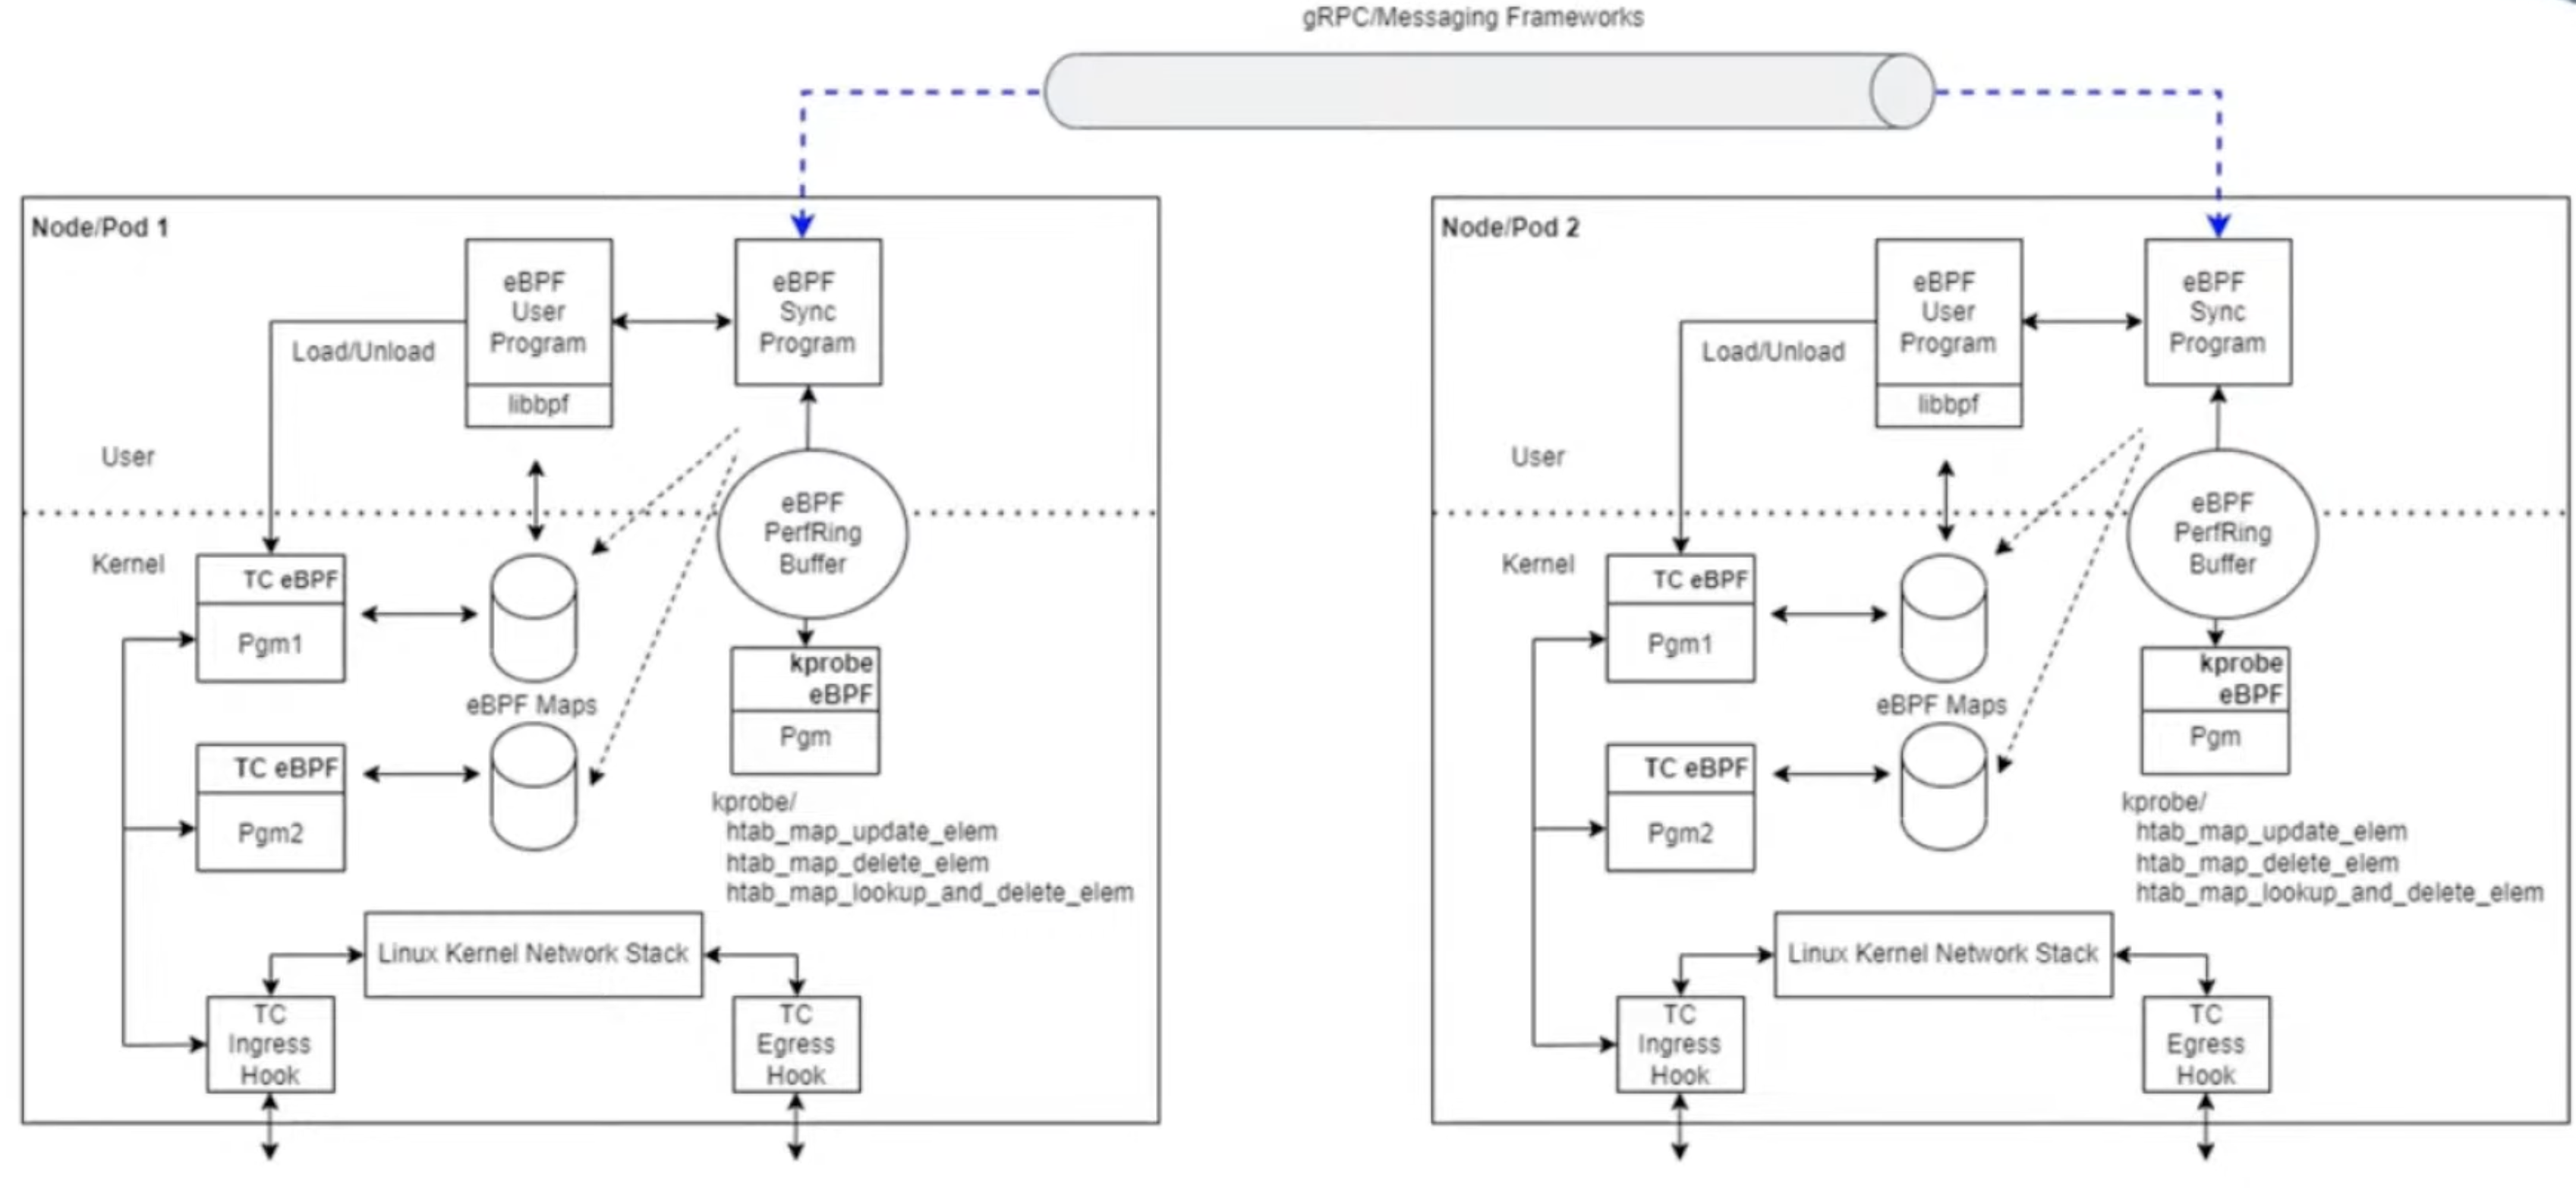 gRPC/Messaging Frameworks
Node/Pod 1
eBPF
User
Program
libbpf
eBPF
Sync
Program
Load/Unload
User
Kernel
eBPF
PerfRing
Buffer
TC eBPF
Pgm1
eBPF Maps
kprobe
eBPF
Pgm
TC eBPF
Pgm2
kprobe/
htab_map_update_elem
htab_map_delete_elem
htab_map_lookup_and_delete_elem
Linux Kernel Network Stack
TC
Ingress
Hook
TC
Egress
Hook
Node/Pod 2
eBPF
User
Program
libbpf
eBPF
Sync
Program
Load/Unload
User
Kernel
eBPF
PerfRing
Buffer
TC eBPF
Pgm1
eBPF Maps
kprobe
eBPF
Pgm
TC eBPF
Pgm2
kprobe/
htab_map_update_elem
htab_map_delete_elem
htab_map_lookup_and_delete_elem
Linux Kernel Network Stack
TC
Ingress
Hook
TC
Egress
Hook